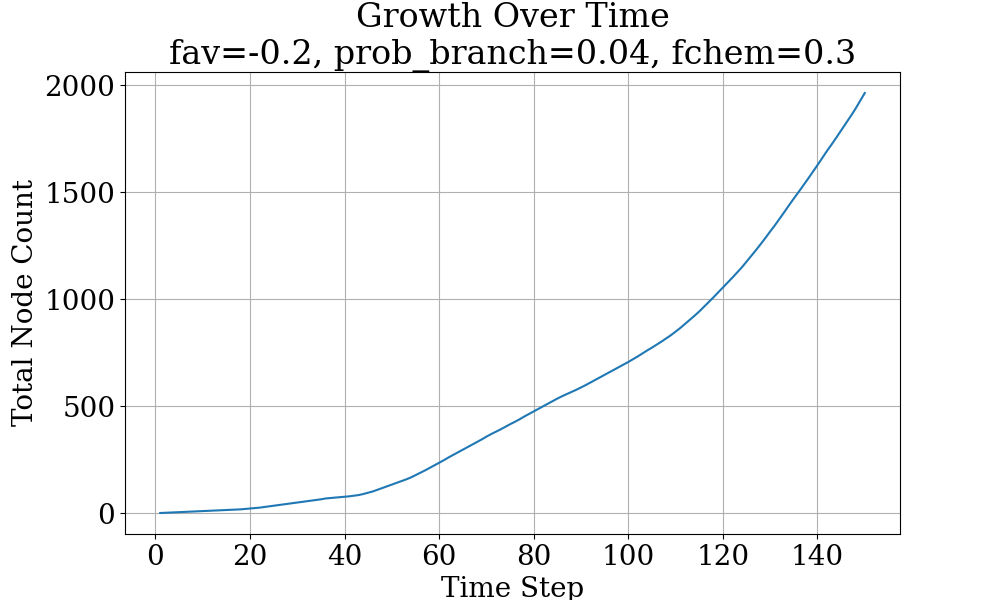 Growth Over Time
fav=-0.2, prob_branch=0.04, fchem=0.3
Total Node Count
2000
1500
1000
500
0
0 20 40 60 80 100 120 140
Time Step